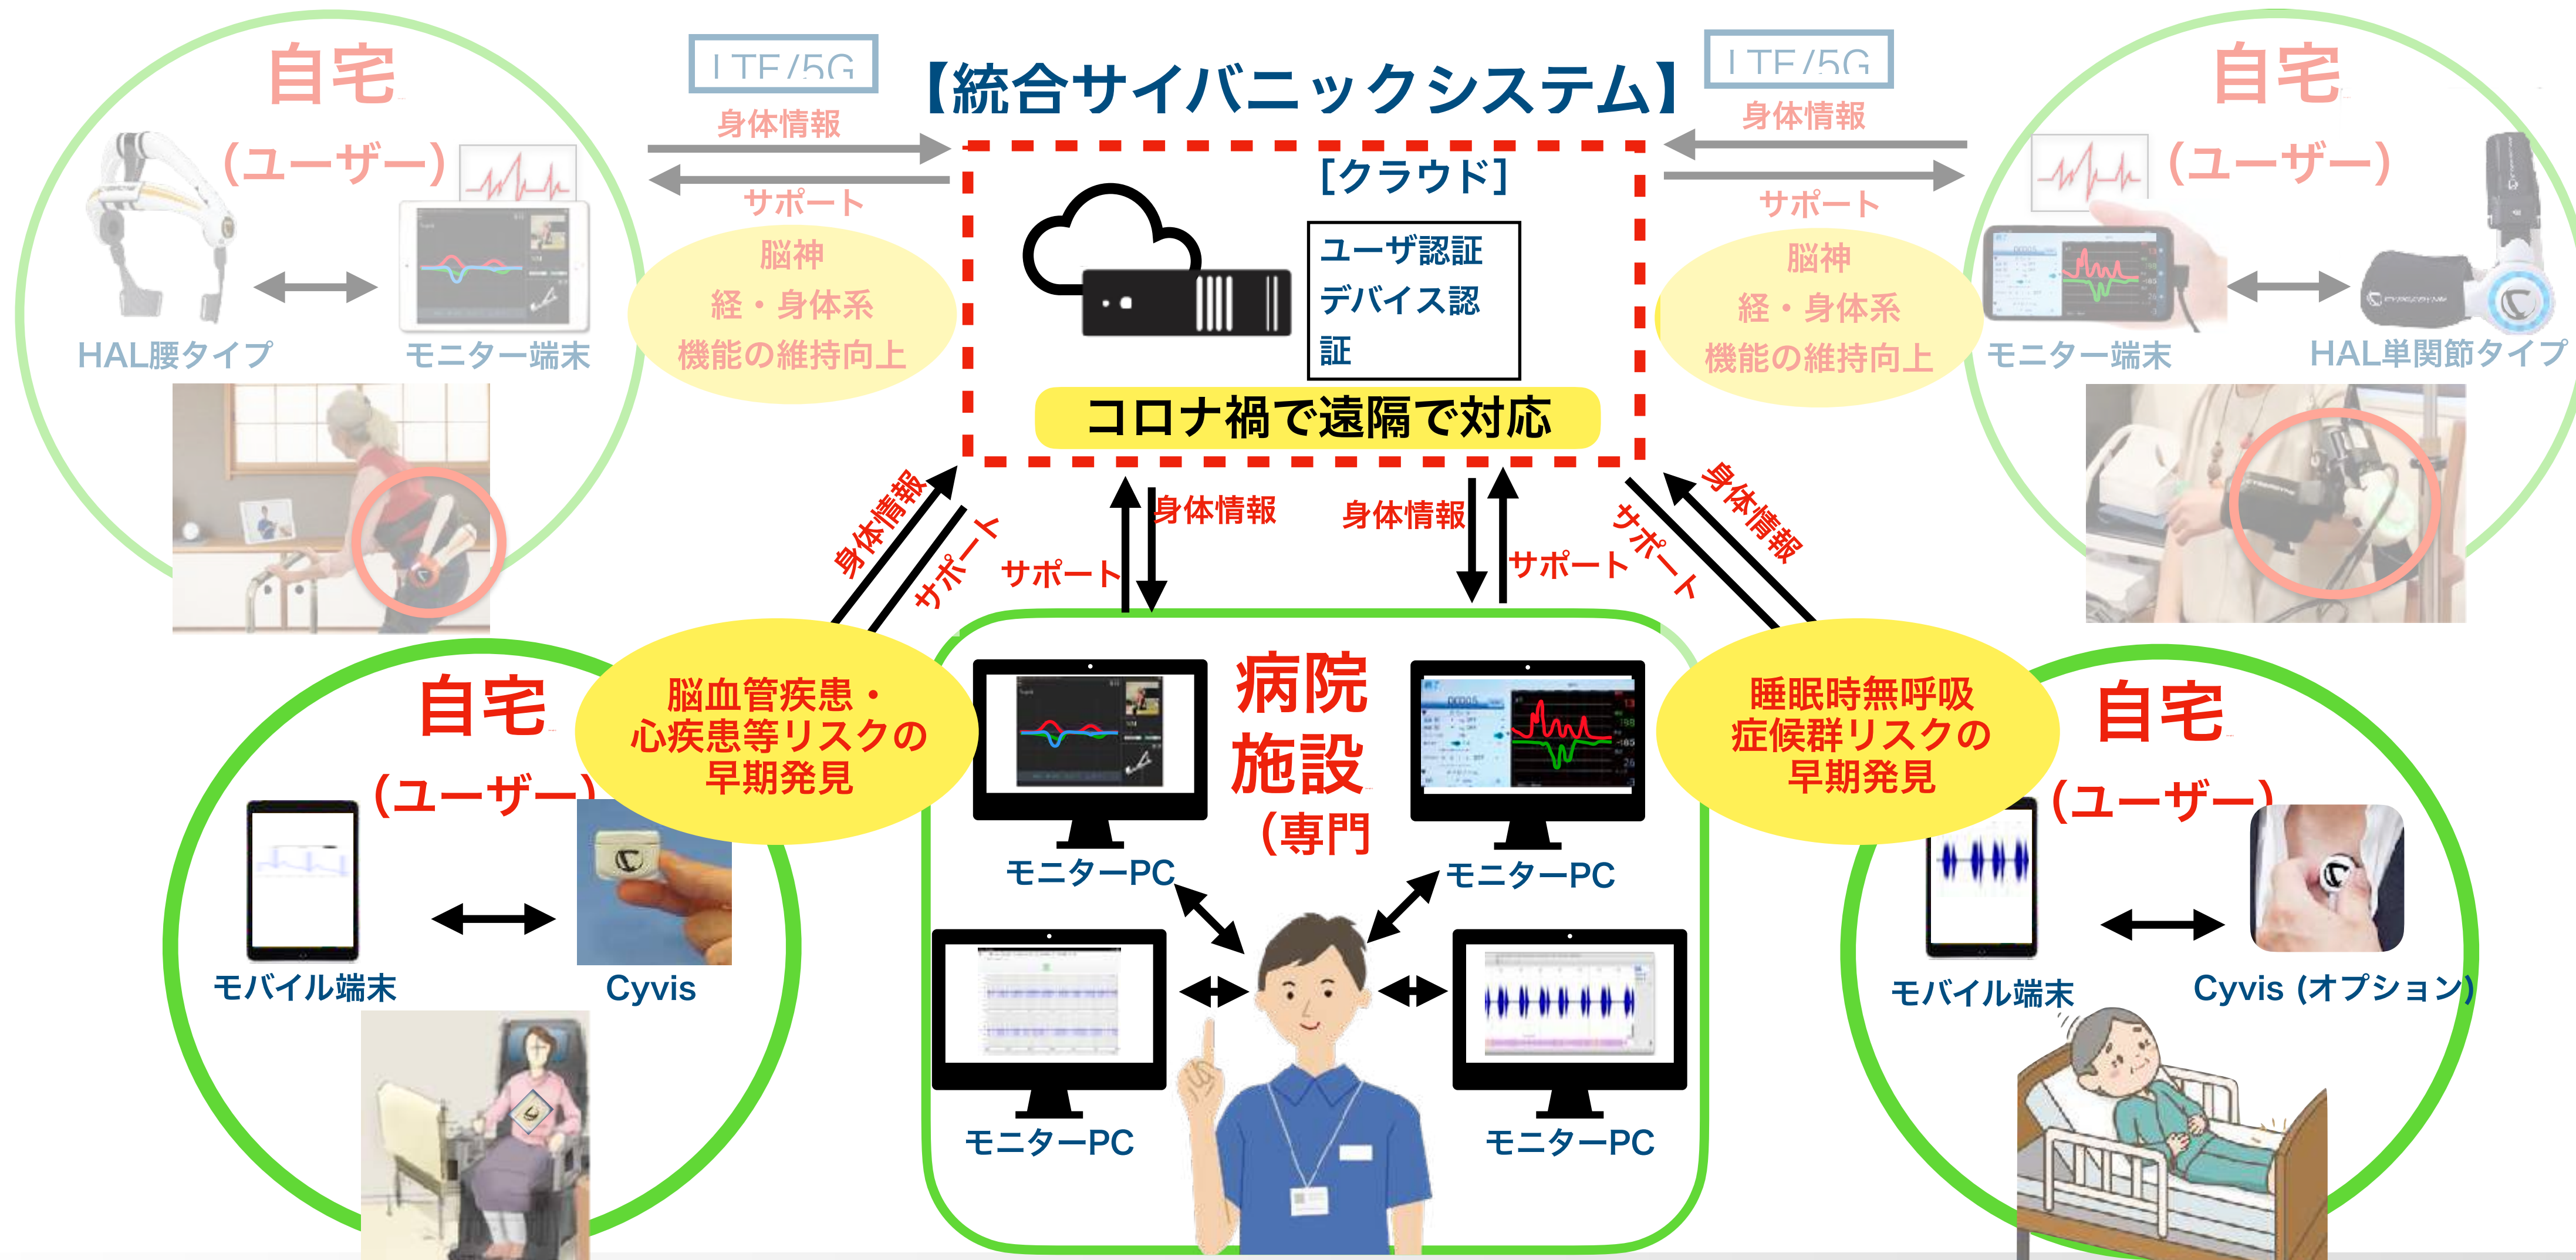 自宅
(ユーザー)
HAL腰タイプ
モニター端末
LTE/5G
身体情報
サポート
脳神
経・身体系
機能の維持向上
【統合サイバニックシステム】
[クラウド]
ユーザ認証
デバイス認
証
コロナ禍で遠隔で対応
LTE/5G
身体情報
サポート
脳神
経・身体系
機能の維持向上
自宅
(ユーザー)
モニター端末
HAL単関節タイプ
身体情報
サポート
サポート
身体情報
身体情報
サポート
サポート
身体情報
自宅
(ユーザー)
脳血管疾患・
心疾患等リスクの
早期発見
モバイル端末
Cyvis
病院
施設
(専門
モニターPC
モニターPC
モニターPC
モニターPC
睡眠時無呼吸
症候群リスクの
早期発見
自宅
(ユーザー)
モバイル端末
Cyvis (オプション)